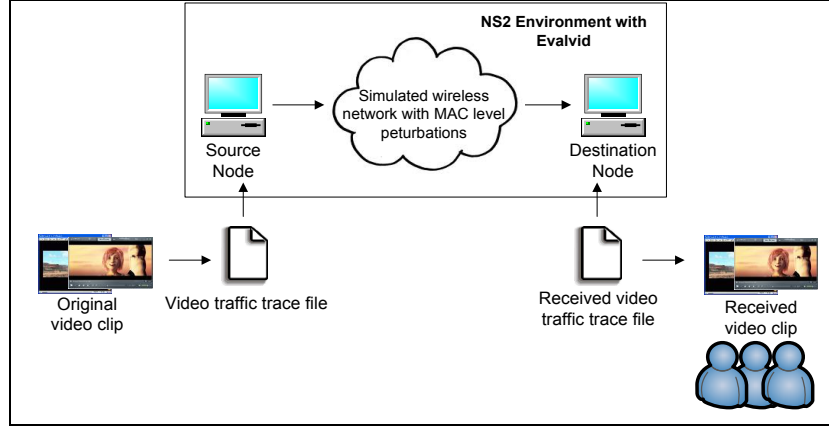 NS2 Environment with
Evalvid
Simulated wireless
network with MAC level
peturbations
Source
Node
Destination
Node
Original
video clip
Video traffic trace file
Received video
traffic trace file
Received
video clip